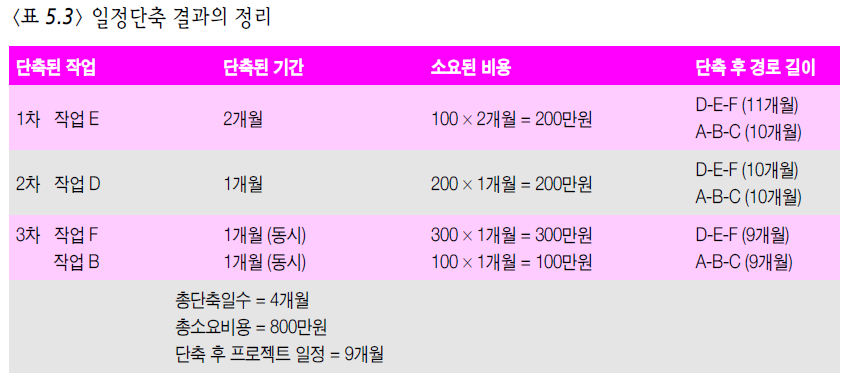 <표 5.3> 일정단축 결과의 정리
단축된 작업 단축된 기간 소요된 비용 단축 후 경로 길이
1차 작업 E 2개월 100 × 2개월 = 200만원 D-E-F (11개월)
A-B-C (10개월)
2차 작업 D 1개월 200 × 1개월 = 200만원 D-E-F (10개월)
A-B-C (10개월)
3차 작업 F 1개월 (동시) 300 × 1개월 = 300만원 D-E-F (9개월)
작업 B 1개월 (동시) 100 × 1개월 = 100만원 A-B-C (9개월)
총단축일수 = 4개월
총소요비용 = 800만원
단축 후 프로젝트 일정 = 9개월